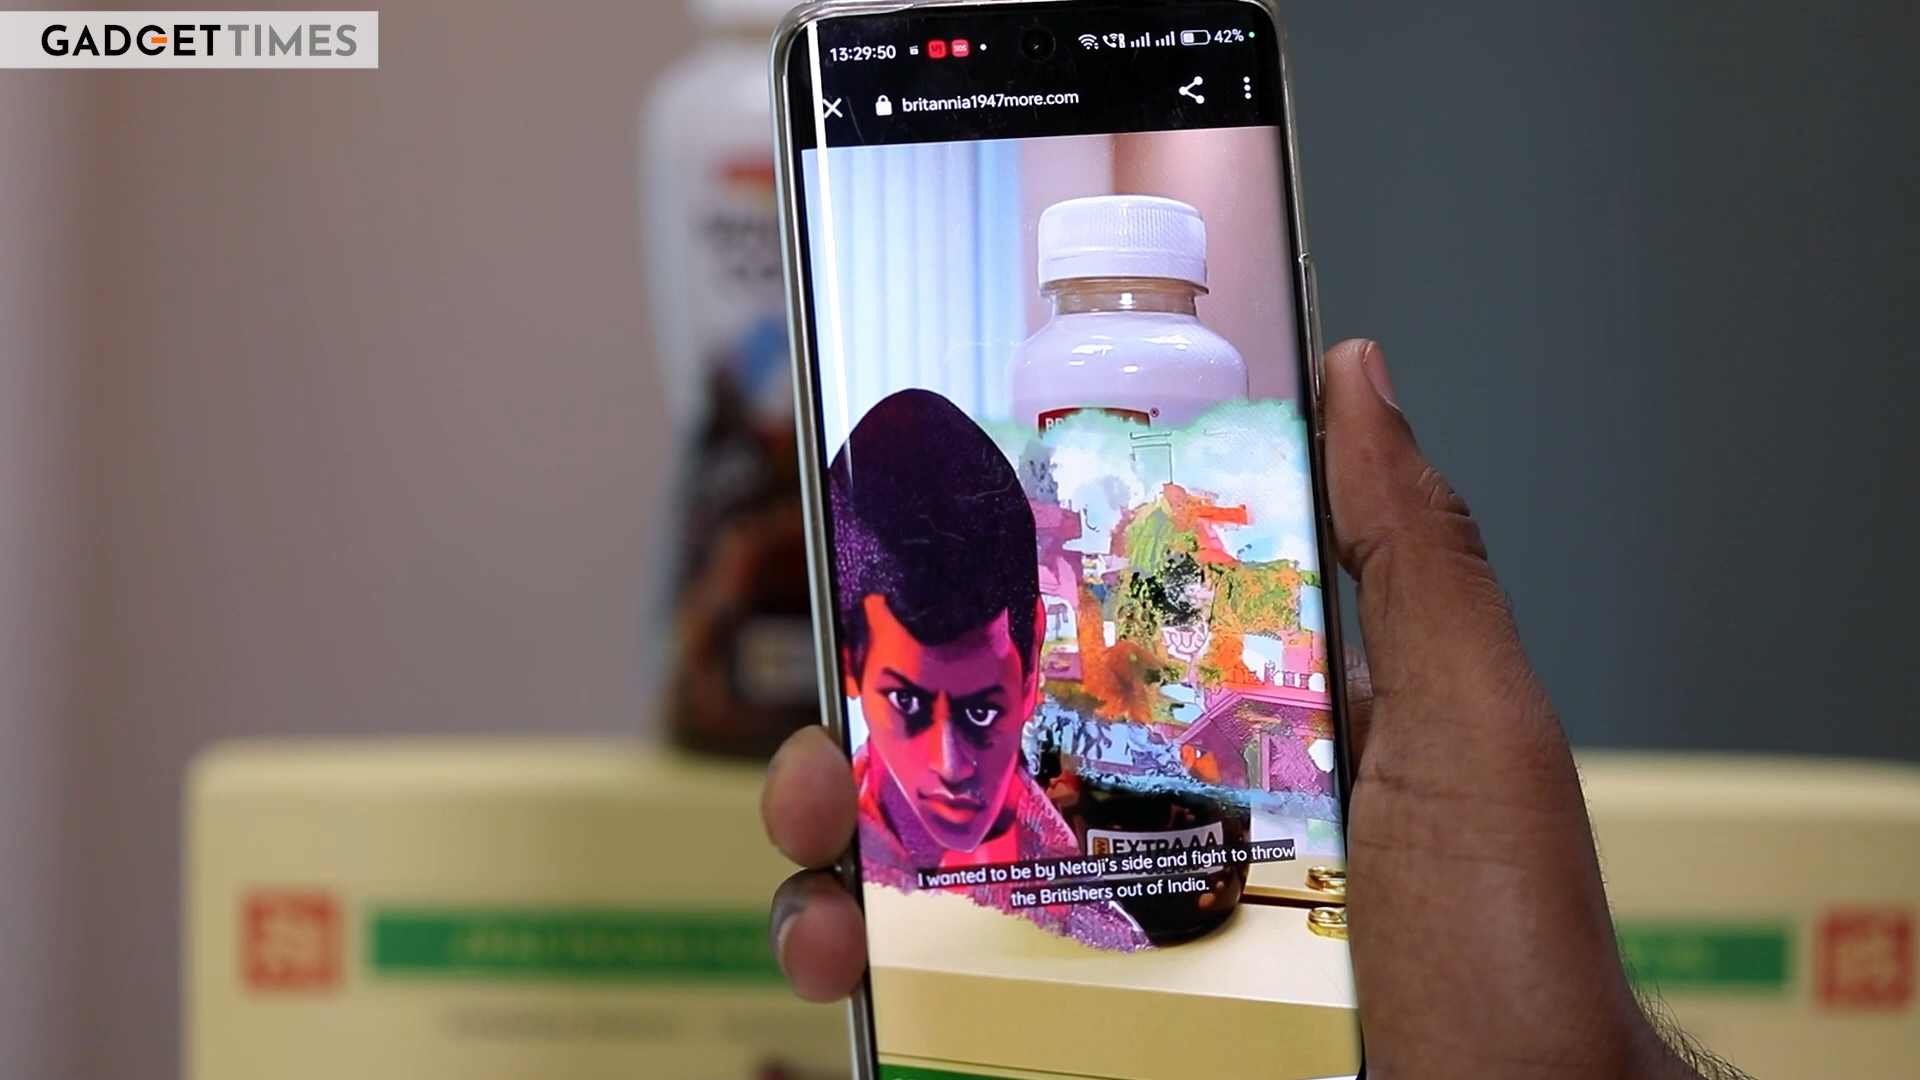 GADGETTIMES
13:29:50
SOS
42%
britannia1947more.com
EXTRAAA
I wanted to be by Netaji's side and fight to throw
the Britishers out of India.